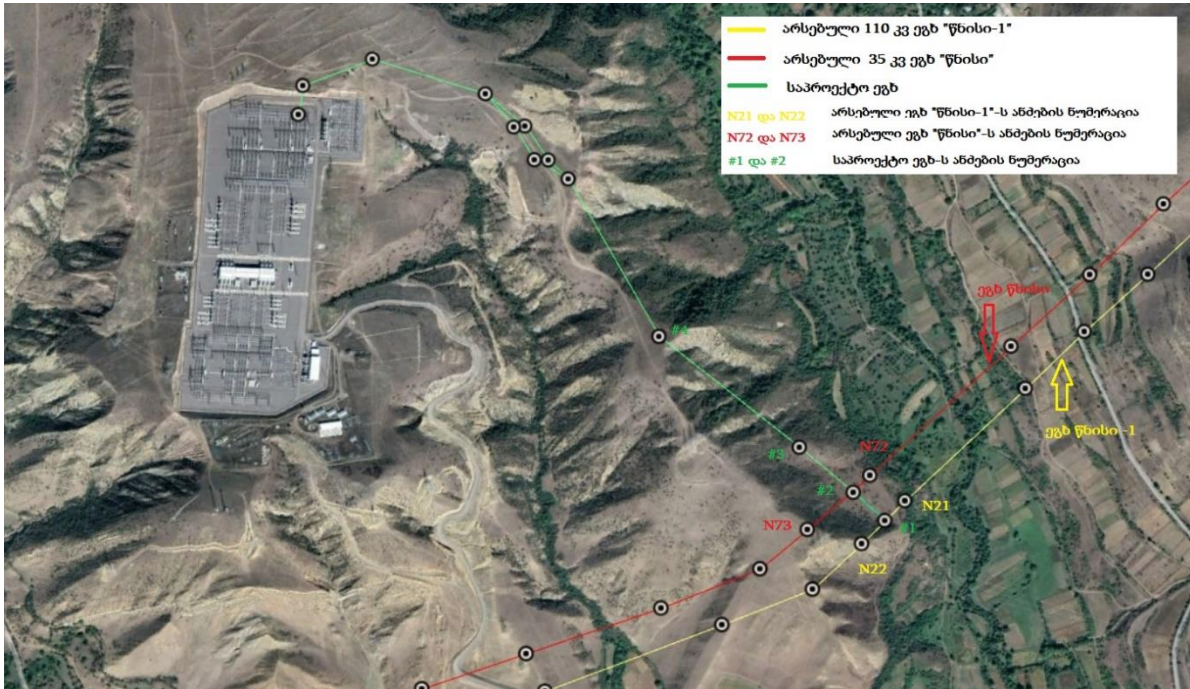 არსებული 110 კვ ეგხ "წნისი-1"
არსებული 35 კვ ეგხ "წნისი"
საპროექტო ეგხ
N21 და N22 არსებული ეგხ "წნისი-1"-ს ანძების ნუმერაცია
N72 და N73 არსებული ეგხ "წნისი"-ს ანძების ნუმერაცია
#1 და #2 საპროექტო ეგხ-ს ანძების ნუმერაცია
ეგხ წნისი
#4
ეგხ წნისი -1
#3
N72
#2
N21
N73
#1
N22